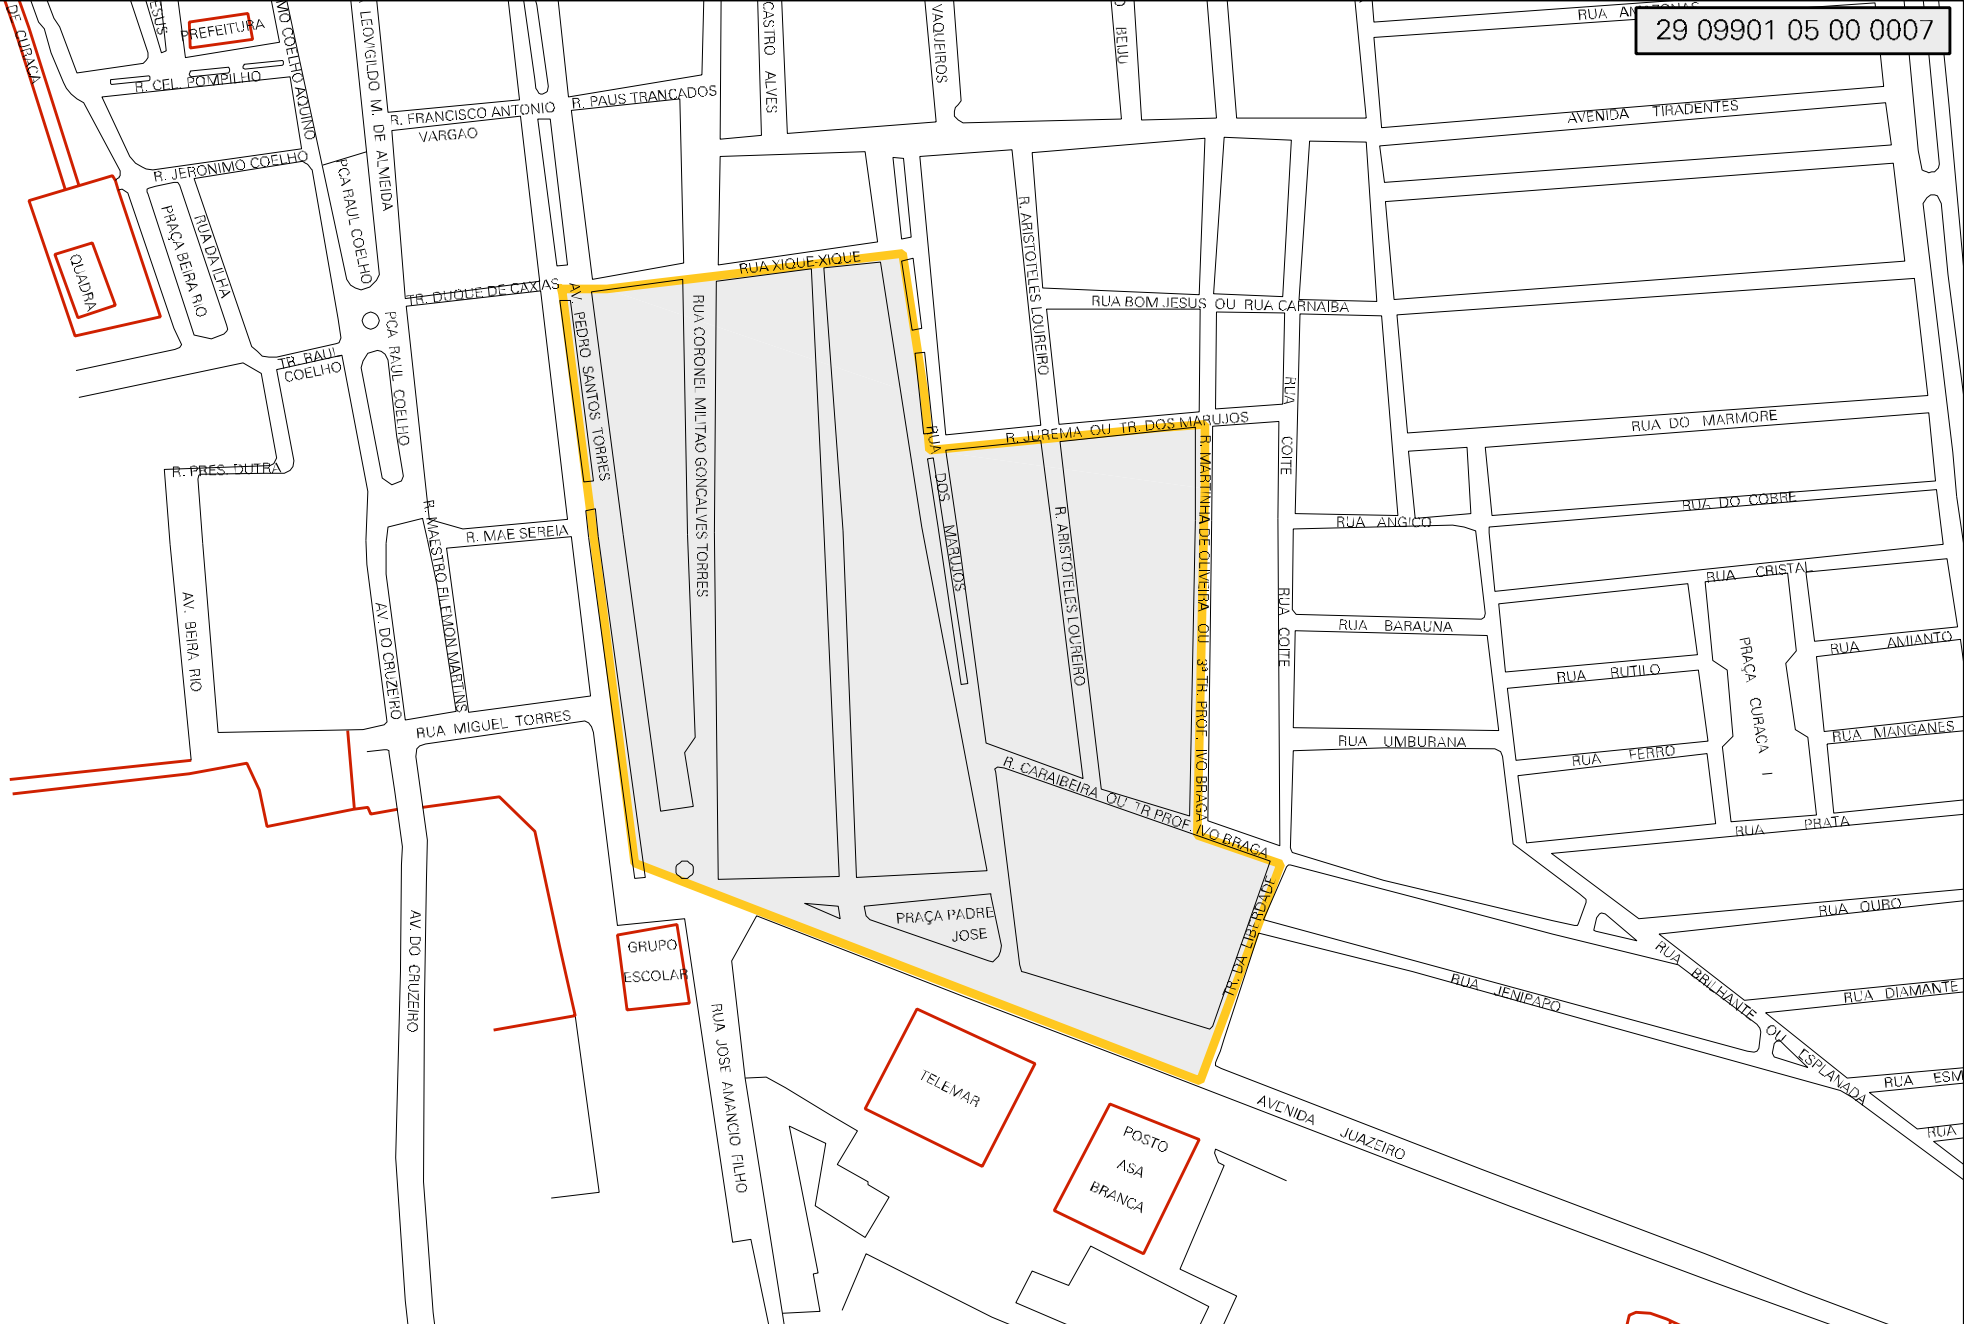 29 09901 05 00 0007
DE CURAÇA
PREFEITURA
R. CEL. POMPILHO
LEOVIGILDO M. DE ALMEIDA
CASTRO ALVES
VAQUEIROS
BEIJU
AVENIDA TIRADENTES
R. FRANCISCO ANTONIO
VARGAO
R. PAUS TRANCADOS
R. JERONIMO COELHO
PCA RAUL COELHO
PRAÇA BEIRA RIO
RUA DA ILHA
QUADRA
R. ARISTOTELES LOUREIRO
RUA XIQUE-XIQUE
TR. DUQUE DE CAXIAS
RUA BOM JESUS OU RUA CARNAIBA
AV. PEDRO SANTOS TORRES
RUA CORONEL MILITAO GONCALVES TORRES
PCA RAUL COELHO
TR. RAUL
COELHO
RUA COITE
R. JUREMA OU TR. DOS MARUJOS
RUA DO MARMORE
R. PRES. DUTRA
RUA DOS MARUJOS
R. MARTINHA DE OLIVEIRA OU 3ª TR. PROF. IVO BRAGA
R. ARISTOTELES LOUREIRO
RUA DO COBRE
R. MAE SEREIA
R. MAESTRO FILEMON MARTINS
RUA ANGICO
RUA CRISTAL
AV. BEIRA RIO
AV. DO CRUZEIRO
RUA COITE
RUA BARAUNA
RUA AMIANTO
PRAÇA CURAÇA I
RUA RUTILO
RUA MIGUEL TORRES
RUA UMBURANA
RUA MANGANES
RUA FERRO
R. CARAIBEIRA OU TR PROF. IVO BRAGA
RUA PRATA
RUA OURO
PRAÇA PADRE
JOSE
TR. DA LIBERDADE
AV. DO CRUZEIRO
GRUPO
ESCOLAR
RUA JENIPAPO
RUA BRILHANTE OU ESPLANADA
RUA DIAMANTE
RUA JOSE AMANCIO FILHO
TELEMAR
RUA ESM
AVENIDA JUAZEIRO
POSTO
ASA
BRANCA
RUA